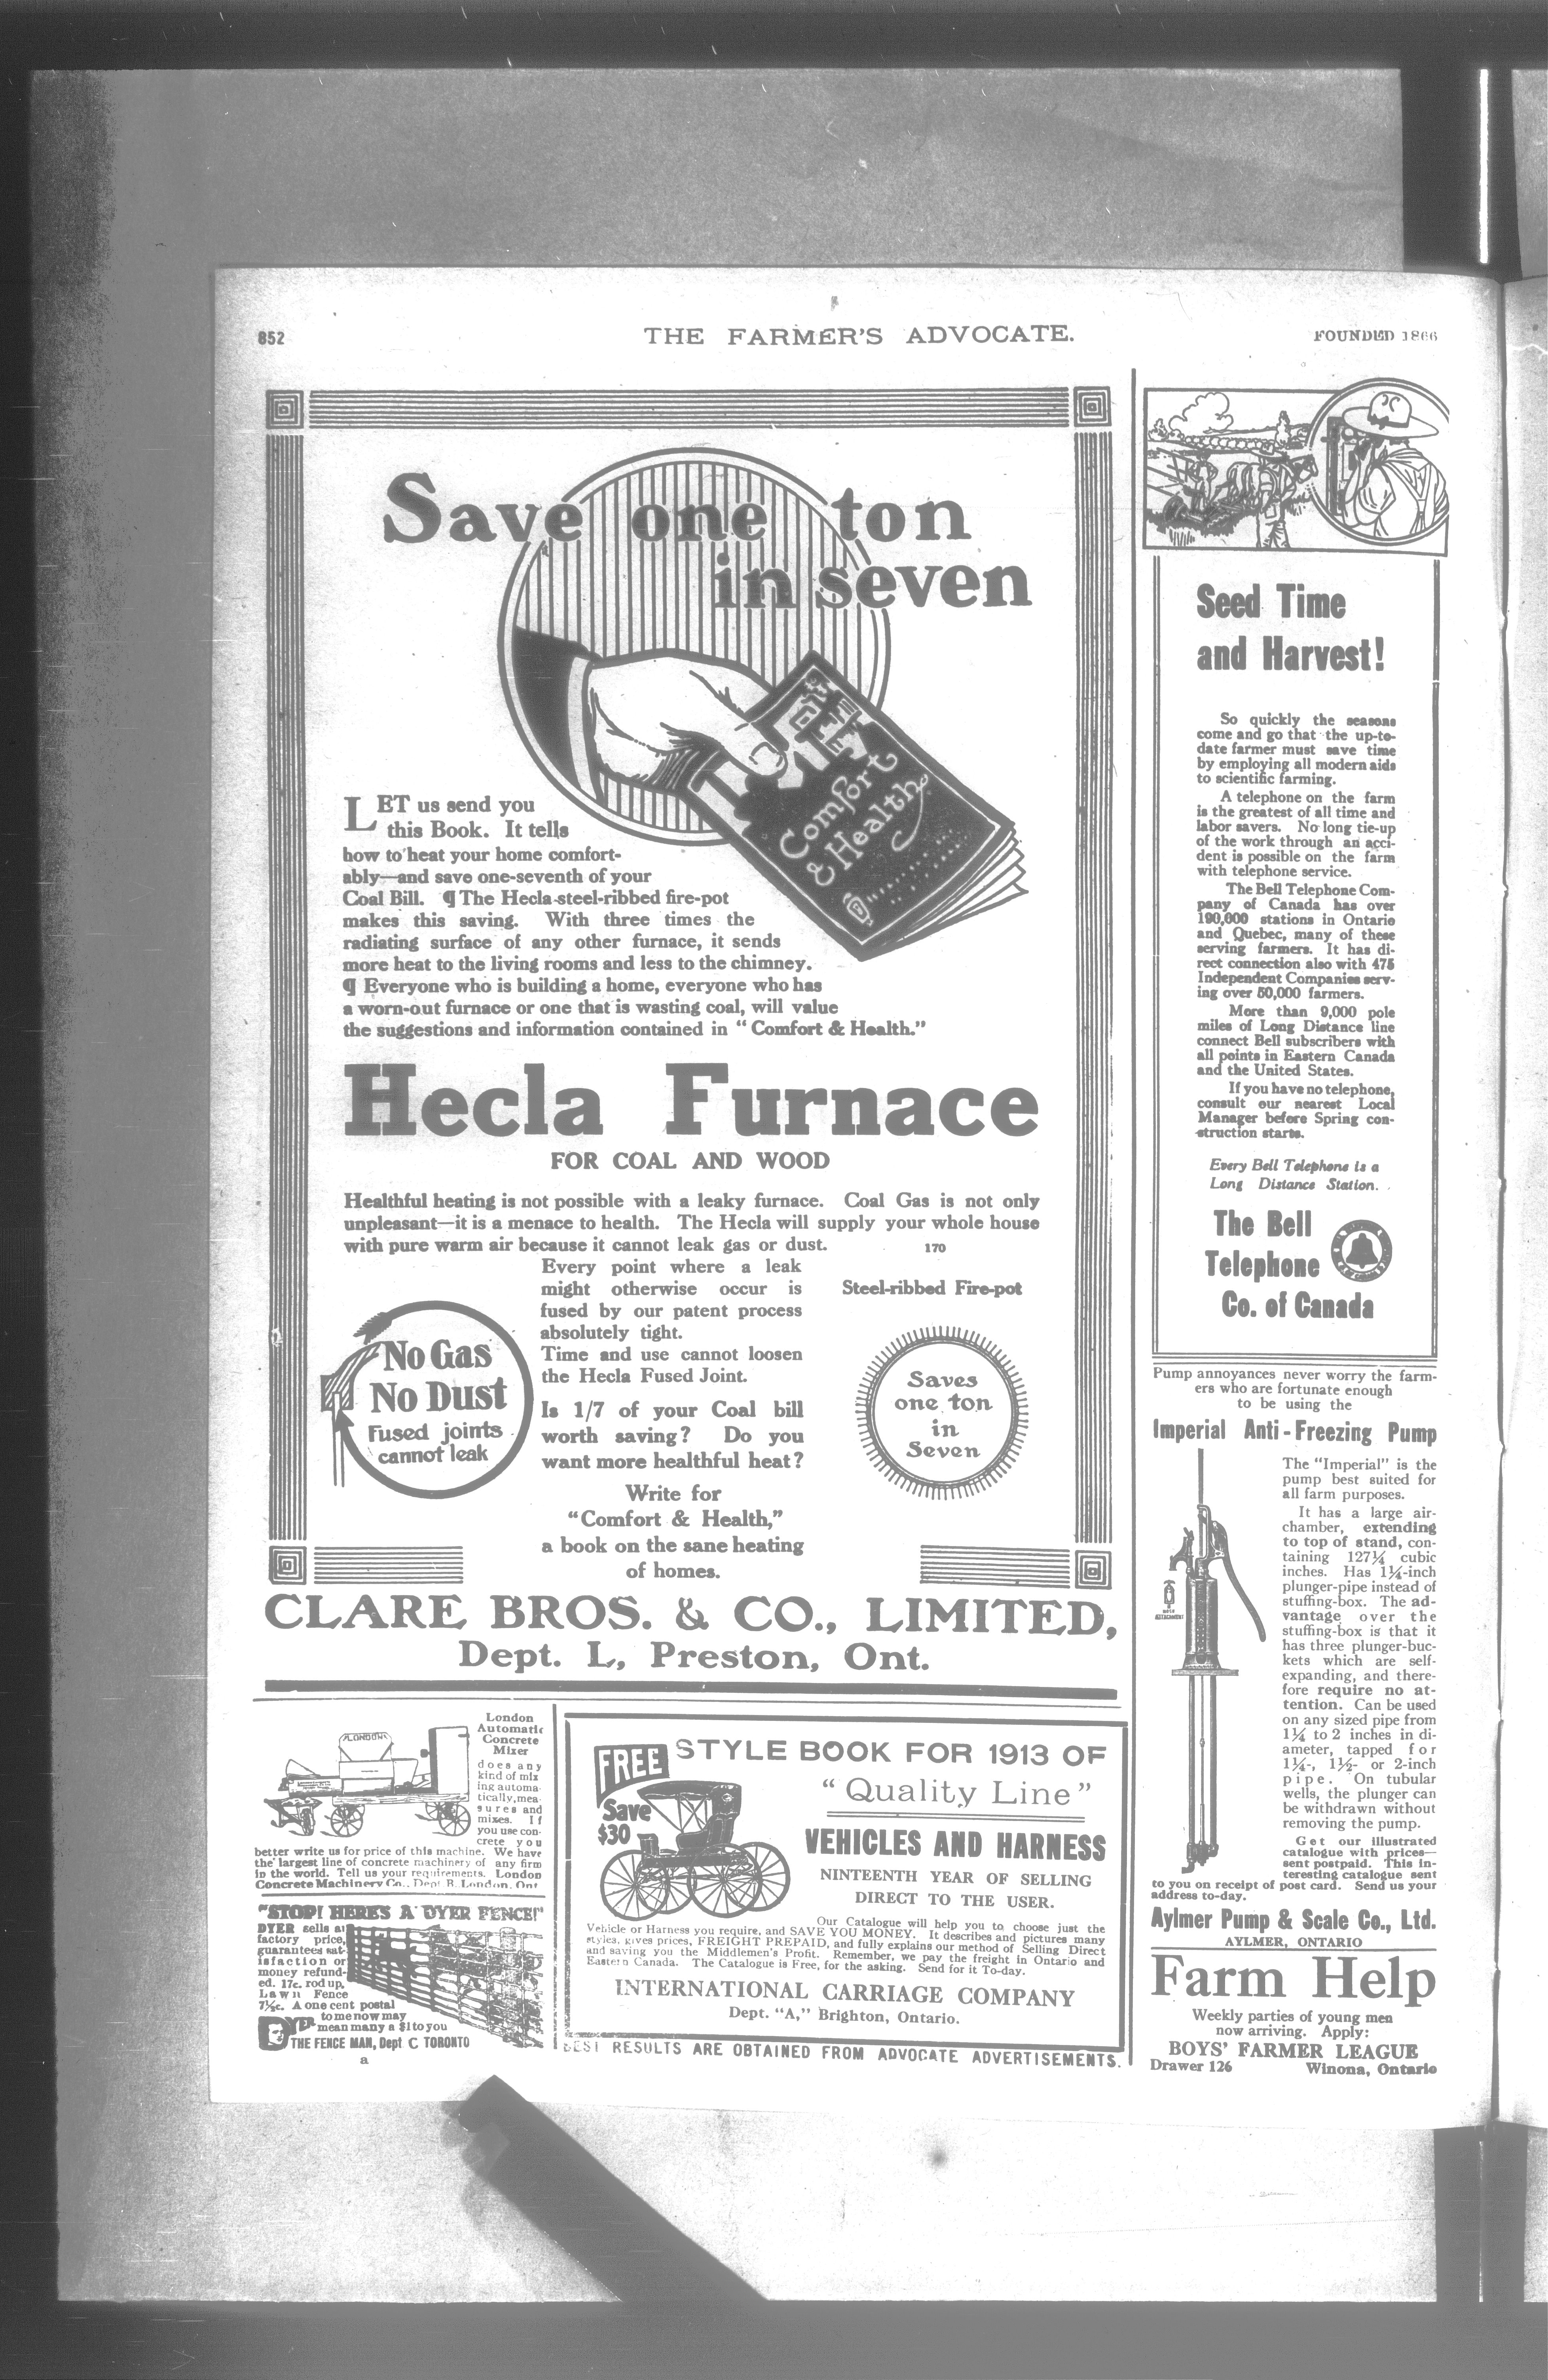 852
THE FARMER'S ADVOCATE.
FOUNDED 1866
Save one ton
in seven
Comfort
& Health
LET us send you
this Book. It tells
how to heat your home comfort-
ably—and save one-seventh of your
Coal Bill. ¶ The Hecla steel-ribbed fire-pot
makes this saving. With three times the
radiating surface of any other furnace, it sends
more heat to the living rooms and less to the chimney.
¶ Everyone who is building a home, everyone who has
a worn-out furnace or one that is wasting coal, will value
the suggestions and information contained in "Comfort & Health."
Hecla Furnace
FOR COAL AND WOOD
Healthful heating is not possible with a leaky furnace. Coal Gas is not only
unpleasant—it is a menace to health. The Hecla will supply your whole house
with pure warm air because it cannot leak gas or dust. 170
Every point where a leak
might otherwise occur is
fused by our patent process
absolutely tight.
Time and use cannot loosen
the Hecla Fused Joint.
Is 1/7 of your Coal bill
worth saving? Do you
want more healthful heat?
Write for
"Comfort & Health,"
a book on the sane heating
of homes.
No Gas
No Dust
Fused joints
cannot leak
Steel-ribbed Fire-pot
Saves
one ton
in
Seven
CLARE BROS. & CO., LIMITED,
Dept. L, Preston, Ont.
LONDON
London
Automatic
Concrete
Mixer
does any
kind of mix
ing automa
tically, mea
sures and
mixes. If
you use con-
crete you
better write us for price of this machine. We have
the largest line of concrete machinery of any firm
in the world. Tell us your requirements. London
Concrete Machinery Co., Dept B, London, Ont
"STOP! HERE'S A DYER FENCE!"
DYER sells at
factory price,
guarantees sat-
isfaction or
money refund-
ed. 17c. rod up.
Lawn Fence
7½c. A one cent postal
to me now may
mean many a $1 to you
DYER
THE FENCE MAN, Dept C TORONTO
a
FREE
STYLE BOOK FOR 1913 OF
"Quality Line"
Save
$30
VEHICLES AND HARNESS
NINTEENTH YEAR OF SELLING
DIRECT TO THE USER.
Our Catalogue will help you to choose just the
Vehicle or Harness you require, and SAVE YOU MONEY. It describes and pictures many
styles, gives prices, FREIGHT PREPAID, and fully explains our method of Selling Direct
and saving you the Middlemen's Profit. Remember, we pay the freight in Ontario and
Eastern Canada. The Catalogue is Free, for the asking. Send for it To-day.
INTERNATIONAL CARRIAGE COMPANY
Dept. "A," Brighton, Ontario.
BEST RESULTS ARE OBTAINED FROM ADVOCATE ADVERTISEMENTS.
Seed Time
and Harvest!
So quickly the seasons
come and go that the up-to-
date farmer must save time
by employing all modern aids
to scientific farming.
A telephone on the farm
is the greatest of all time and
labor savers. No long tie-up
of the work through an acci-
dent is possible on the farm
with telephone service.
The Bell Telephone Com-
pany of Canada has over
190,000 stations in Ontario
and Quebec, many of these
serving farmers. It has di-
rect connection also with 475
Independent Companies serv-
ing over 50,000 farmers.
More than 9,000 pole
miles of Long Distance line
connect Bell subscribers with
all points in Eastern Canada
and the United States.
If you have no telephone,
consult our nearest Local
Manager before Spring con-
struction starts.
Every Bell Telephone is a
Long Distance Station.
The Bell
Telephone
Co. of Canada
Pump annoyances never worry the farm-
ers who are fortunate enough
to be using the
Imperial Anti-Freezing Pump
The "Imperial" is the
pump best suited for
all farm purposes.
It has a large air-
chamber, extending
to top of stand, con-
taining 127¼ cubic
inches. Has 1¼-inch
plunger-pipe instead of
stuffing-box. The ad-
vantage over the
stuffing-box is that it
has three plunger-buc-
kets which are self-
expanding, and there-
fore require no at-
tention. Can be used
on any sized pipe from
1¼ to 2 inches in di-
ameter, tapped for
1¼-, 1½- or 2-inch
pipe. On tubular
wells, the plunger can
be withdrawn without
removing the pump.
Get our illustrated
catalogue with prices—
sent postpaid. This in-
teresting catalogue sent
to you on receipt of post card. Send us your
address to-day.
Aylmer Pump & Scale Co., Ltd.
AYLMER, ONTARIO
Farm Help
Weekly parties of young men
now arriving. Apply:
BOYS' FARMER LEAGUE
Drawer 126 Winona, Ontario